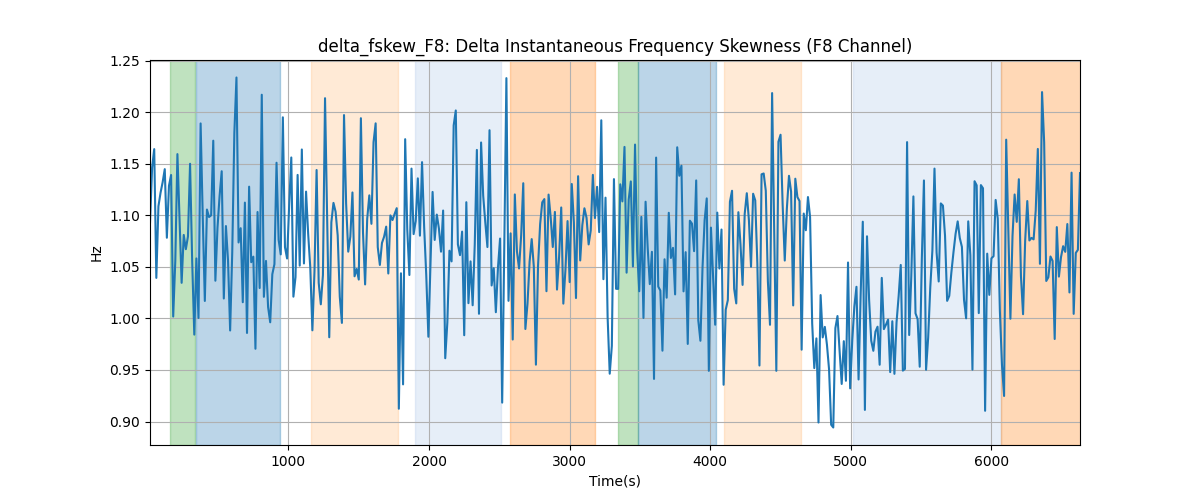 delta_fskew_F8: Delta Instantaneous Frequency Skewness (F8 Channel)
1.25
1.20
1.15
1.10
1.05
1.00
0.95
0.90
Hz
1000 2000 3000 4000 5000 6000
Time(s)